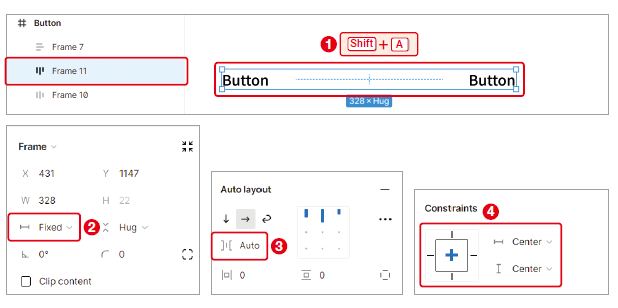 Button
Frame 7
Frame 11
Frame 10
1 Shift + A
Button Button
328 × Hug
Frame
X 431 Y 1147
W 328 H 22
Fixed 2 Hug
0° 0
Clip content
Auto layout
Auto 3
0 0
Constraints 4
Center
Center